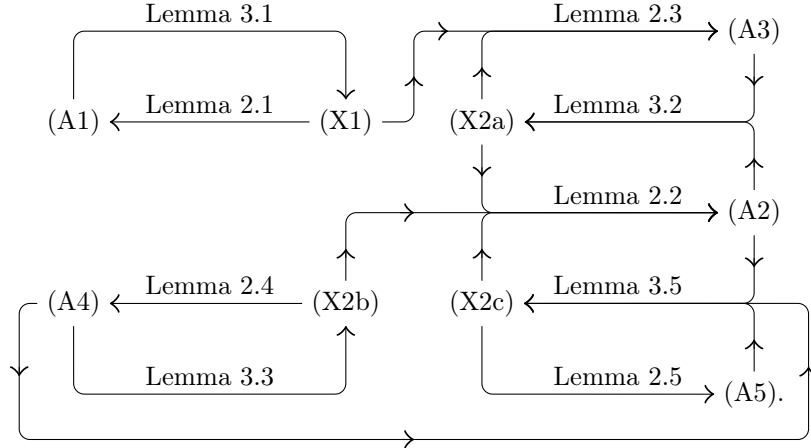 Lemma 3.1 Lemma 2.3 (A3)
(A1) Lemma 2.1 (X1) (X2a) Lemma 3.2
Lemma 2.2 (A2)
(A4) Lemma 2.4 (X2b) (X2c) Lemma 3.5
Lemma 3.3 Lemma 2.5 (A5).